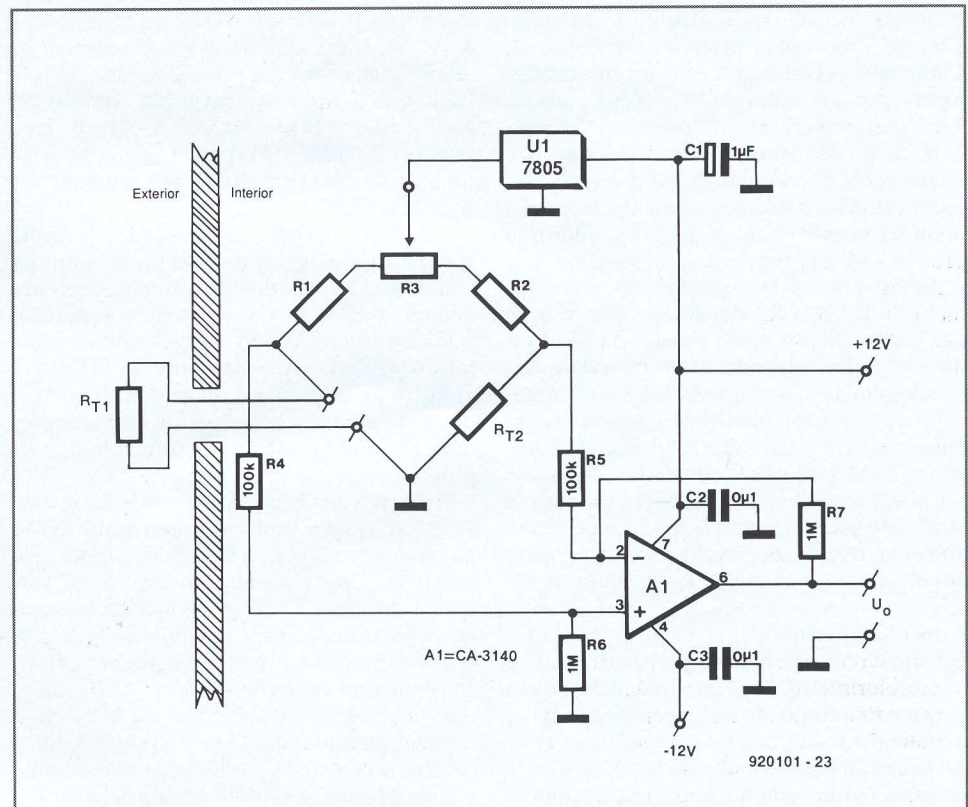 U1
7805
C1
1µF
Exterior
Interior
R1
R3
R2
+12V
RT1
RT2
R4
100k
R5
100k
C2
0µ1
R7
1M
2
−
7
A1
6
3
+
4
Uo
A1=CA-3140
R6
1M
C3
0µ1
-12V
920101 - 23